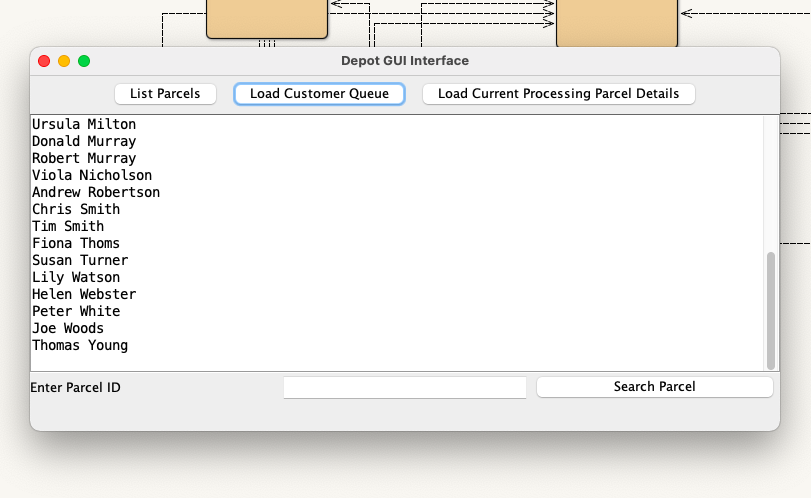 Depot GUI Interface
List Parcels
Load Customer Queue
Load Current Processing Parcel Details
Ursula Milton
Donald Murray
Robert Murray
Viola Nicholson
Andrew Robertson
Chris Smith
Tim Smith
Fiona Thoms
Susan Turner
Lily Watson
Helen Webster
Peter White
Joe Woods
Thomas Young
Enter Parcel ID
Search Parcel